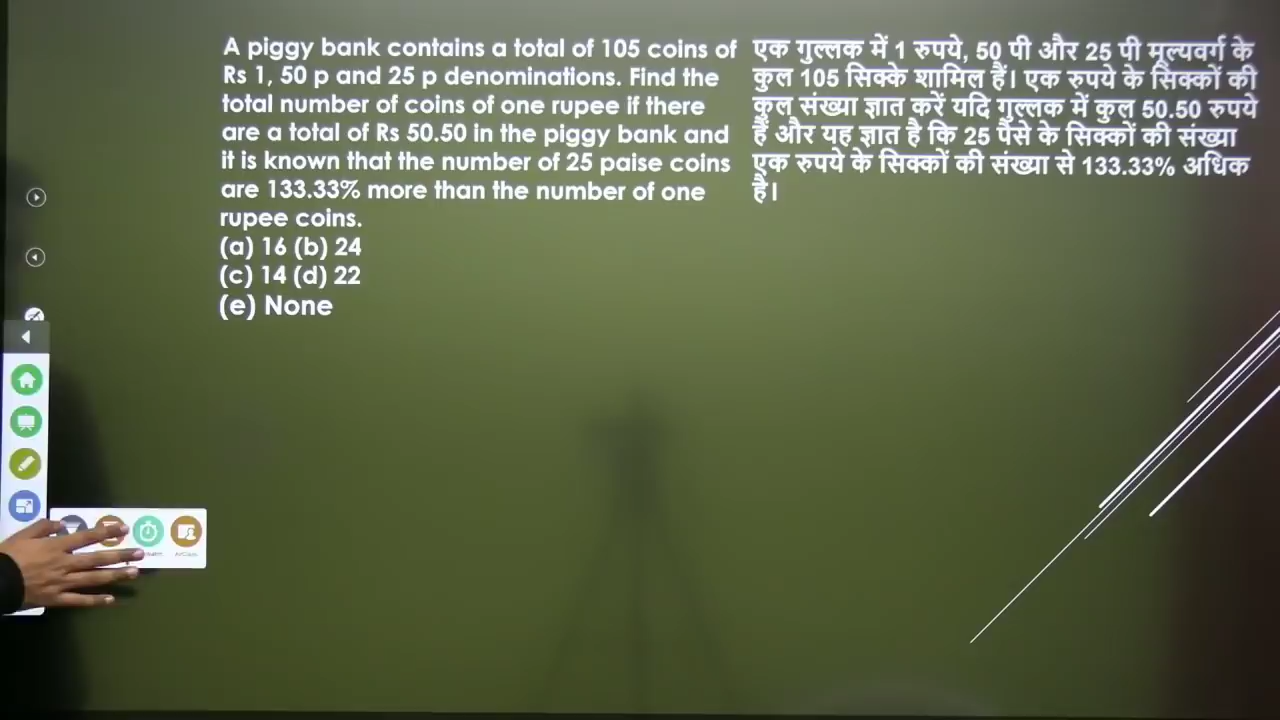 A piggy bank contains a total of 105 coins of
Rs 1, 50 p and 25 p denominations. Find the
total number of coins of one rupee if there
are a total of Rs 50.50 in the piggy bank and
it is known that the number of 25 paise coins
are 133.33% more than the number of one
rupee coins.
(a) 16 (b) 24
(c) 14 (d) 22
(e) None
एक गुल्लक में 1 रुपये, 50 पी और 25 पी मूल्यवर्ग के
कुल 105 सिक्के शामिल हैं। एक रुपये के सिक्कों की
कुल संख्या ज्ञात करें यदि गुल्लक में कुल 50.50 रुपये
हैं और यह ज्ञात है कि 25 पैसे के सिक्कों की संख्या
एक रुपये के सिक्कों की संख्या से 133.33% अधिक
है।